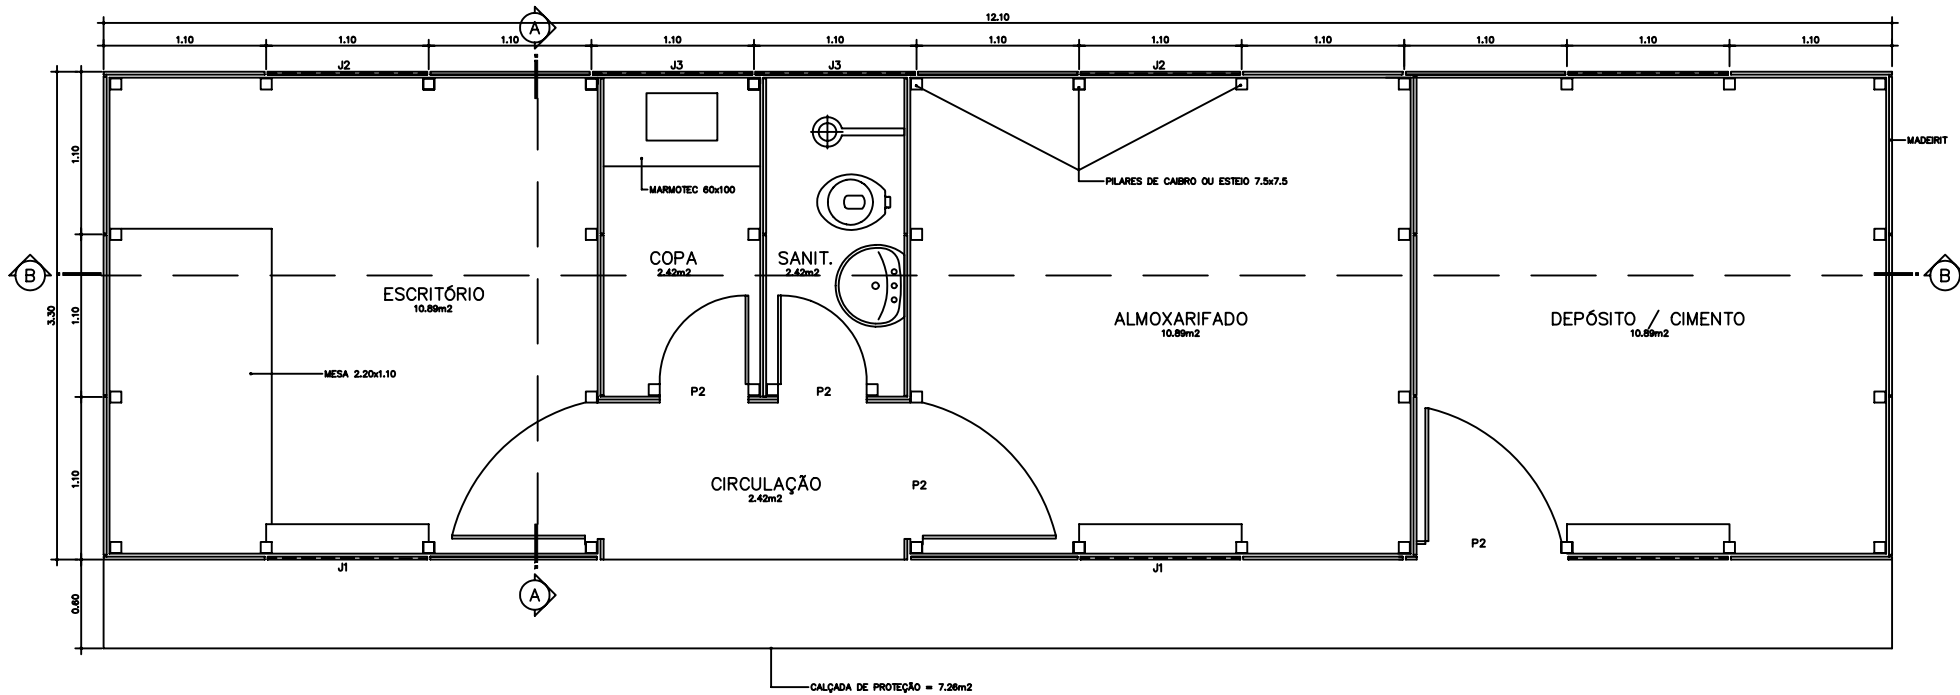 A
12.10
1.10 1.10 1.10 1.10 1.10 1.10 1.10 1.10 1.10 1.10 1.10
J2 J3 J3 J2
1.10
MADEIRIT
MARMOTEC 60x100
PILARES DE CAIBRO OU ESTEIO 7.5x7.5
COPA
2.42m2
SANIT.
2.42m2
B
B
ESCRITÓRIO
10.89m2
3.30
1.10
ALMOXARIFADO
10.89m2
DEPÓSITO / CIMENTO
10.89m2
MESA 2.20x1.10
P2 P2
CIRCULAÇÃO
2.42m2
P2
1.10
P2
J1 J1
A
0.60
CALÇADA DE PROTEÇÃO = 7.26m2